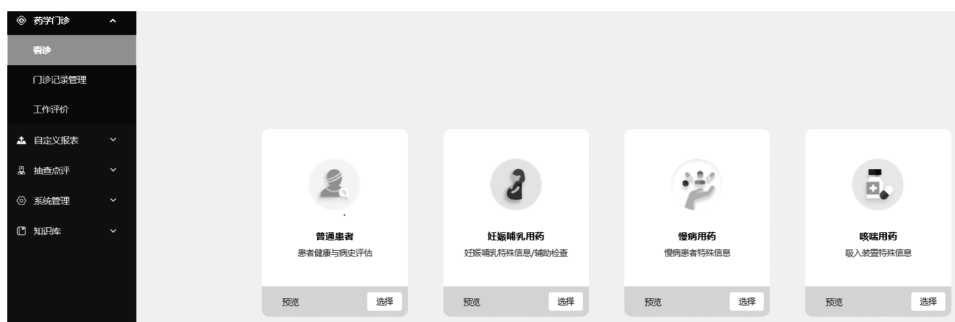 药学门诊
看诊
门诊记录管理
工作评价
自定义报表
抽查点评
系统管理
知识库
普通患者
患者健康与病史评估
预览 选择
妊娠哺乳用药
妊娠哺乳特殊信息/辅助检查
预览 选择
慢病用药
慢病患者特殊信息
预览 选择
咳喘用药
吸入装置特殊信息
预览 选择